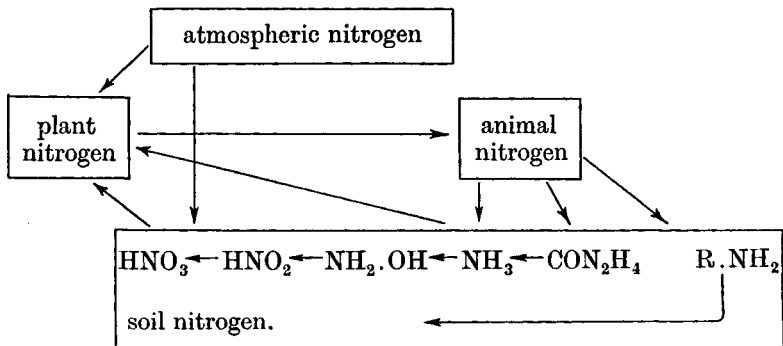 atmospheric nitrogen
plant
nitrogen
animal
nitrogen
HNO₃ HNO₂ NH₂.OH NH₃ CON₂H₄ R.NH₂
soil nitrogen.